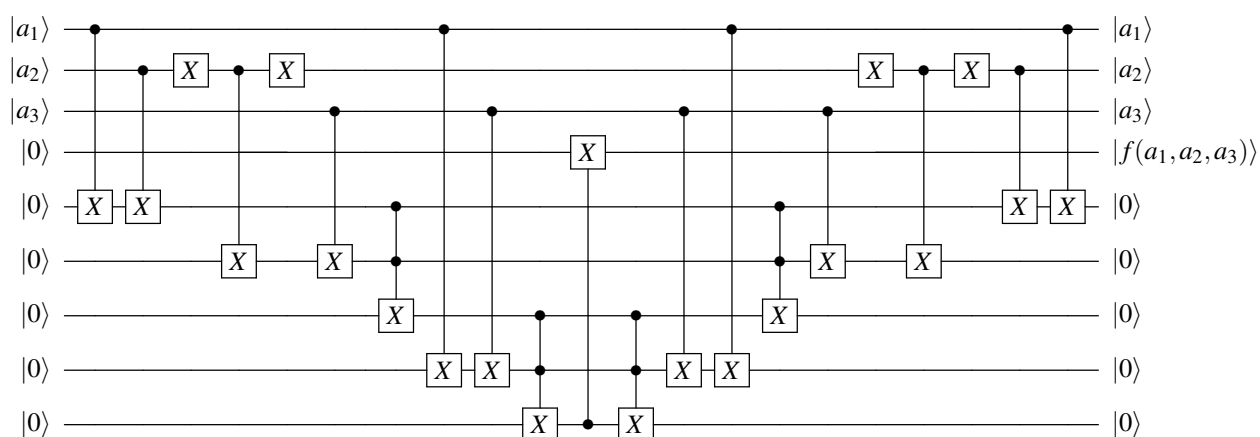 |a₁⟩ |a₁⟩
|a₂⟩ X X X X |a₂⟩
|a₃⟩ |a₃⟩
|0⟩ X |f(a₁,a₂,a₃)⟩
|0⟩ X X X X |0⟩
|0⟩ X X X X |0⟩
|0⟩ X X |0⟩
|0⟩ X X X X |0⟩
|0⟩ X X |0⟩